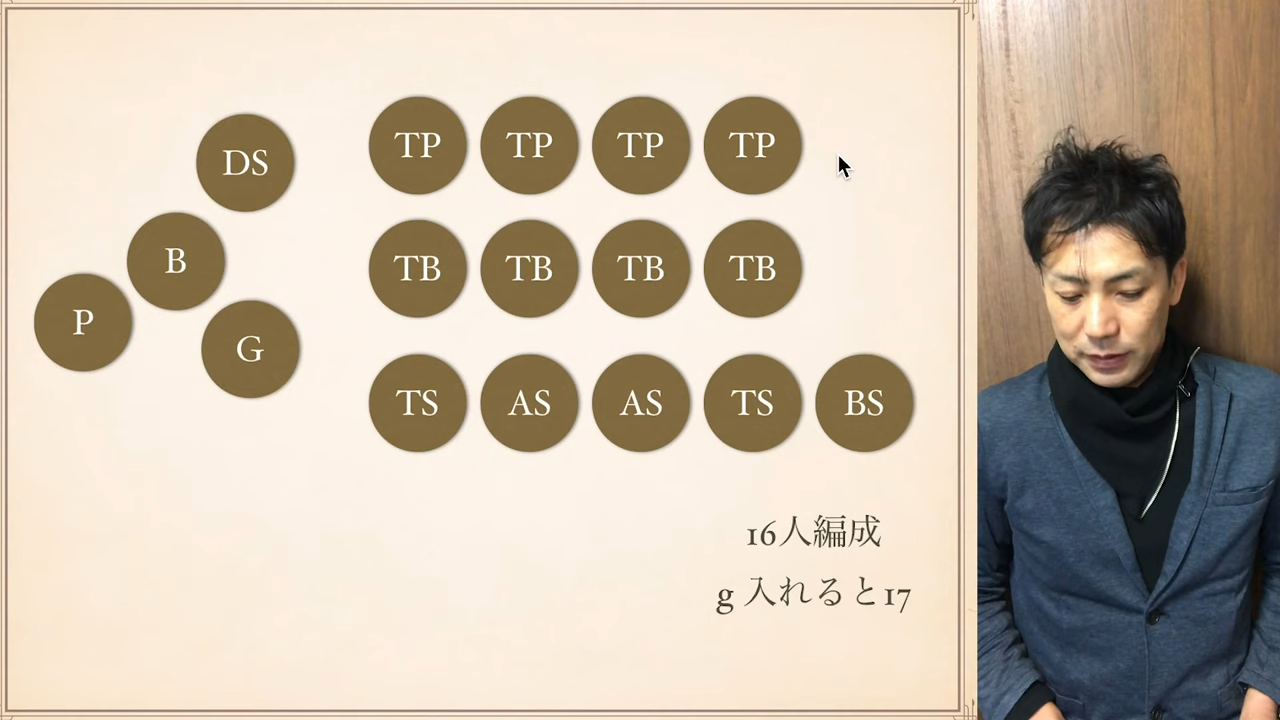 TP TP TP TP
DS
B
TB TB TB TB
P
G
TS AS AS TS BS
16人編成
g 入れると17